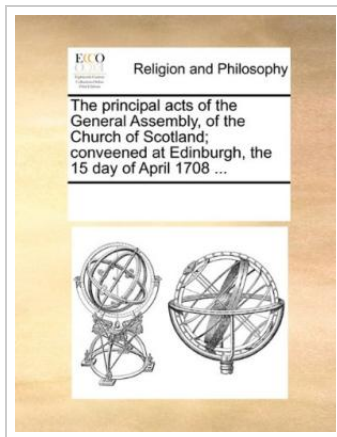 ECCO
Religion and Philosophy
The principal acts of the
General Assembly, of the
Church of Scotland;
conveened at Edinburgh, the
15 day of April 1708 ...